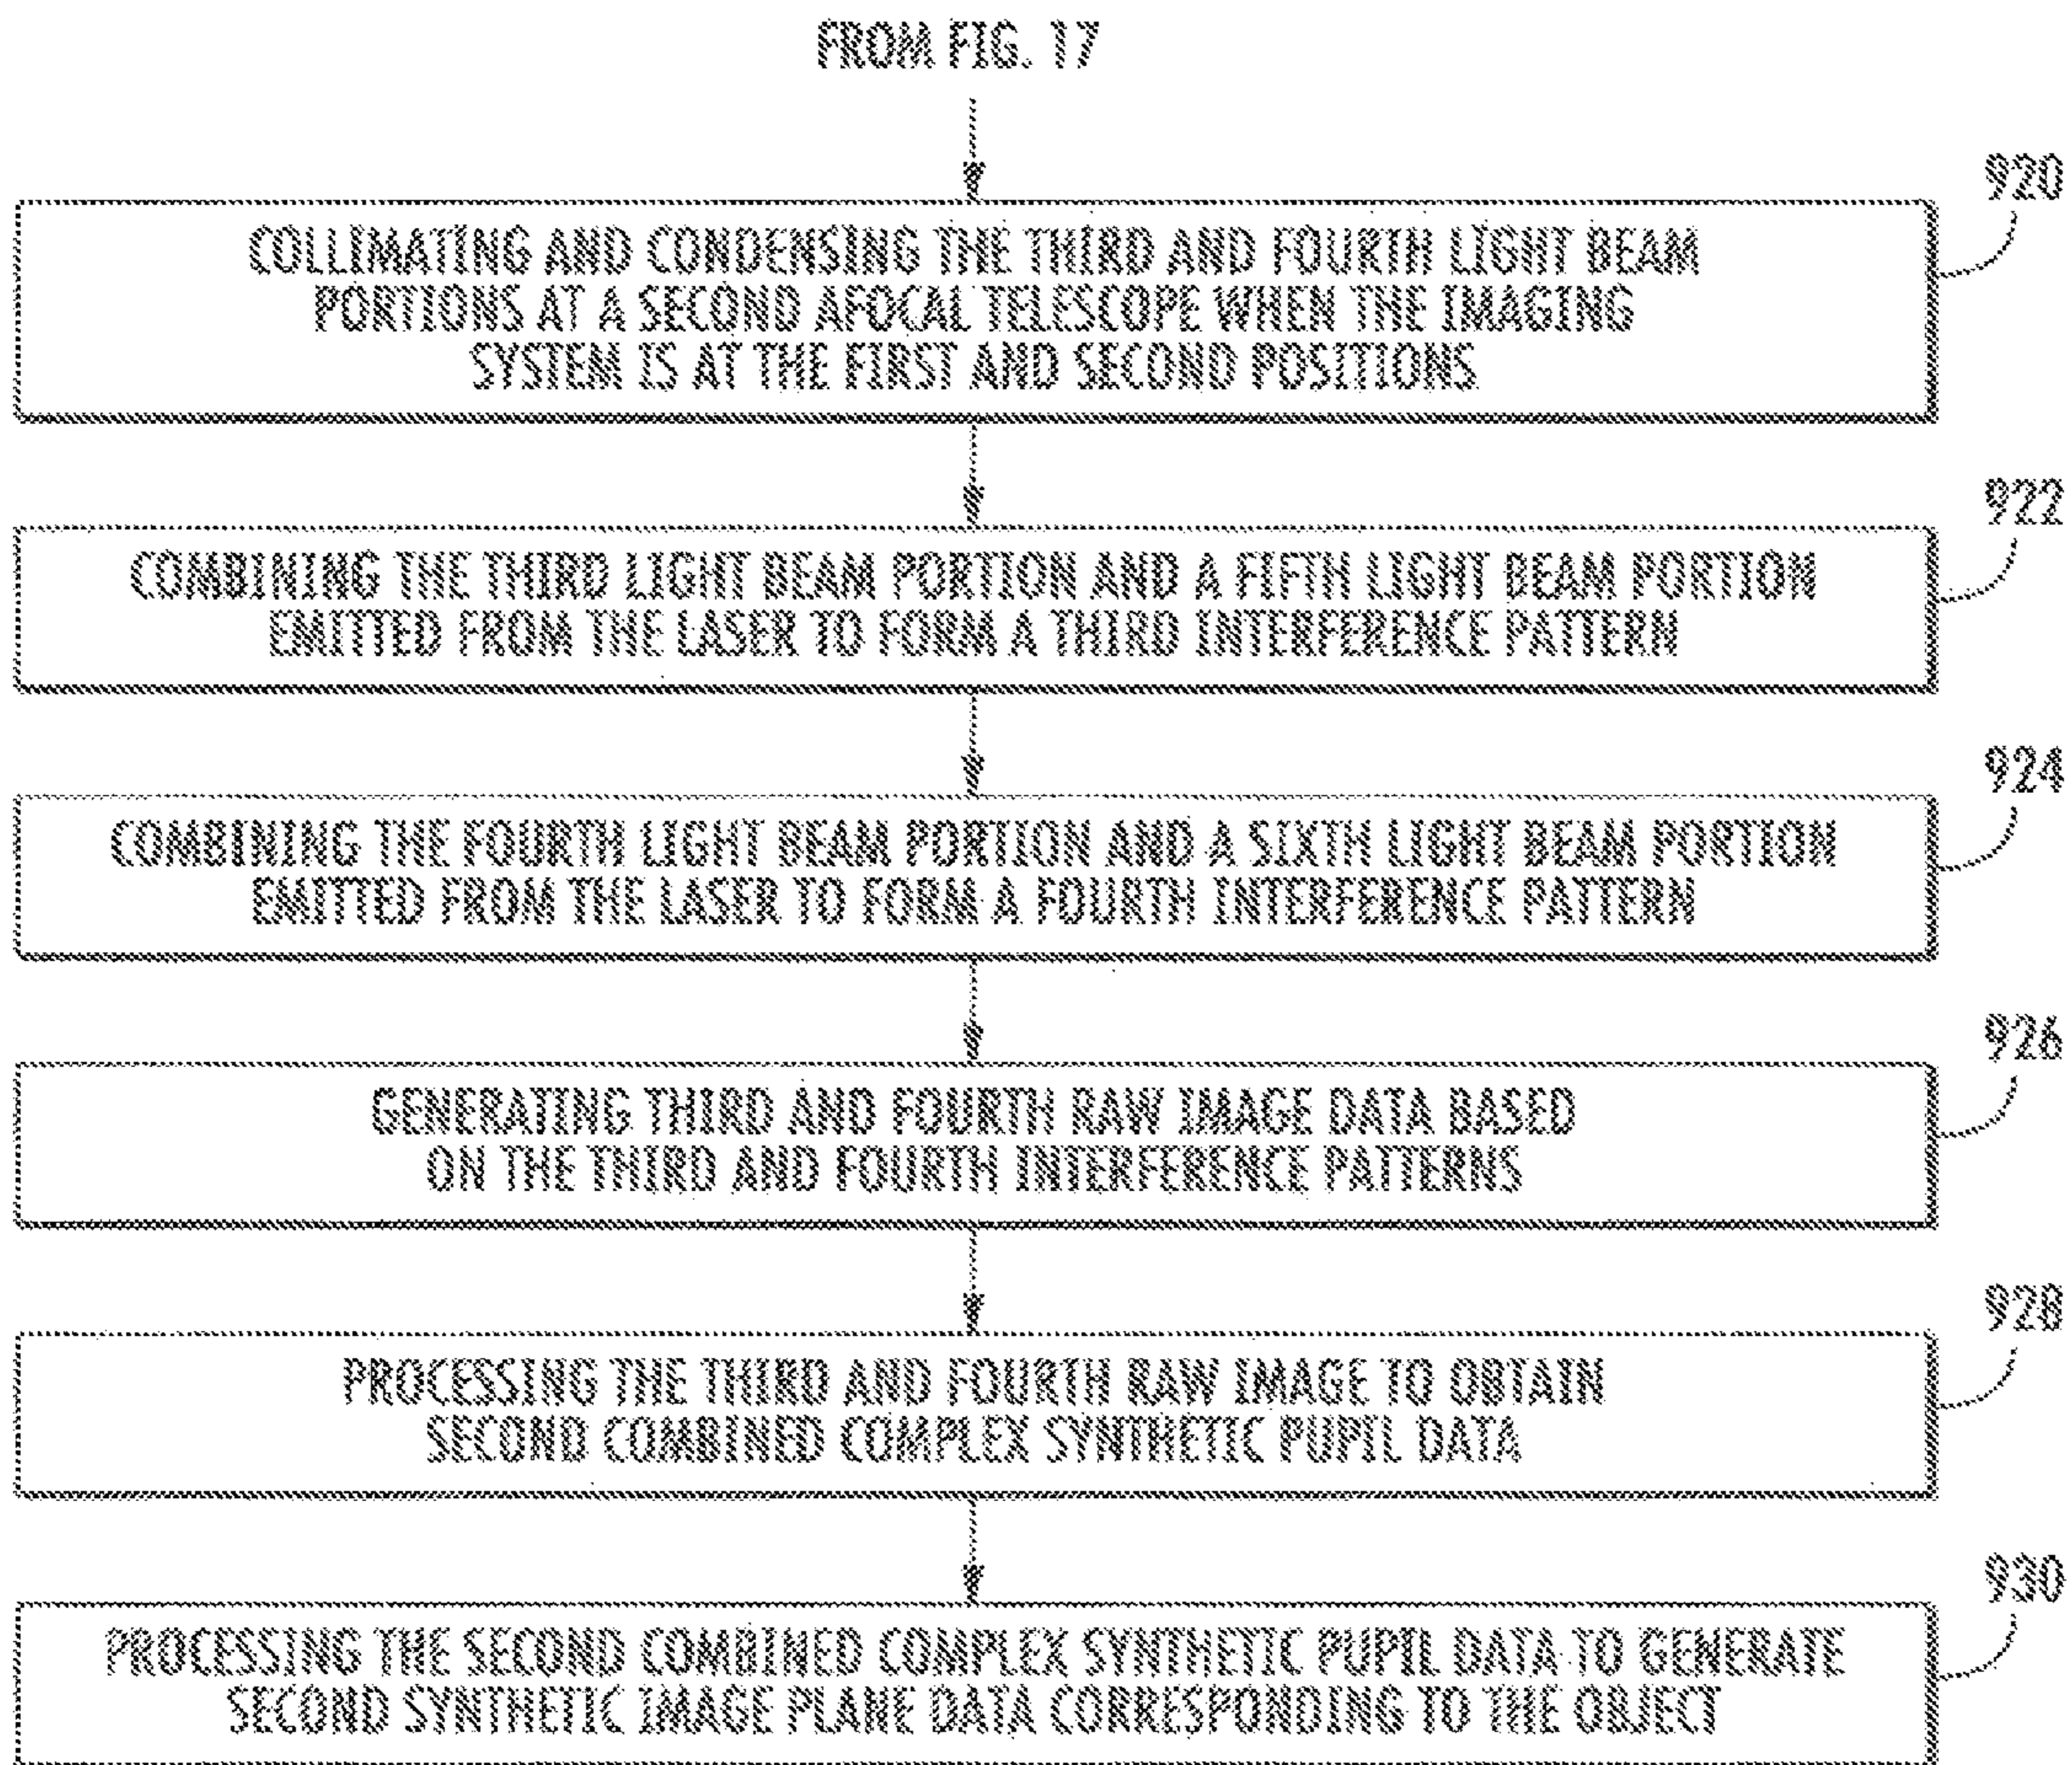 FROM FIG. 17
920
COLLIMATING AND CONDENSING THE THIRD AND FOURTH LIGHT BEAM
PORTIONS AT A SECOND AFOCAL TELESCOPE WHEN THE IMAGING
SYSTEM IS AT THE FIRST AND SECOND POSITIONS
922
COMBINING THE THIRD LIGHT BEAM PORTION AND A FIFTH LIGHT BEAM PORTION
EMITTED FROM THE LASER TO FORM A THIRD INTERFERENCE PATTERN
924
COMBINING THE FOURTH LIGHT BEAM PORTION AND A SIXTH LIGHT BEAM PORTION
EMITTED FROM THE LASER TO FORM A FOURTH INTERFERENCE PATTERN
926
GENERATING THIRD AND FOURTH RAW IMAGE DATA BASED
ON THE THIRD AND FOURTH INTERFERENCE PATTERNS
928
PROCESSING THE THIRD AND FOURTH RAW IMAGE TO OBTAIN
SECOND COMBINED COMPLEX SYNTHETIC PUPIL DATA
930
PROCESSING THE SECOND COMBINED COMPLEX SYNTHETIC PUPIL DATA TO GENERATE
SECOND SYNTHETIC IMAGE PLANE DATA CORRESPONDING TO THE OBJECT